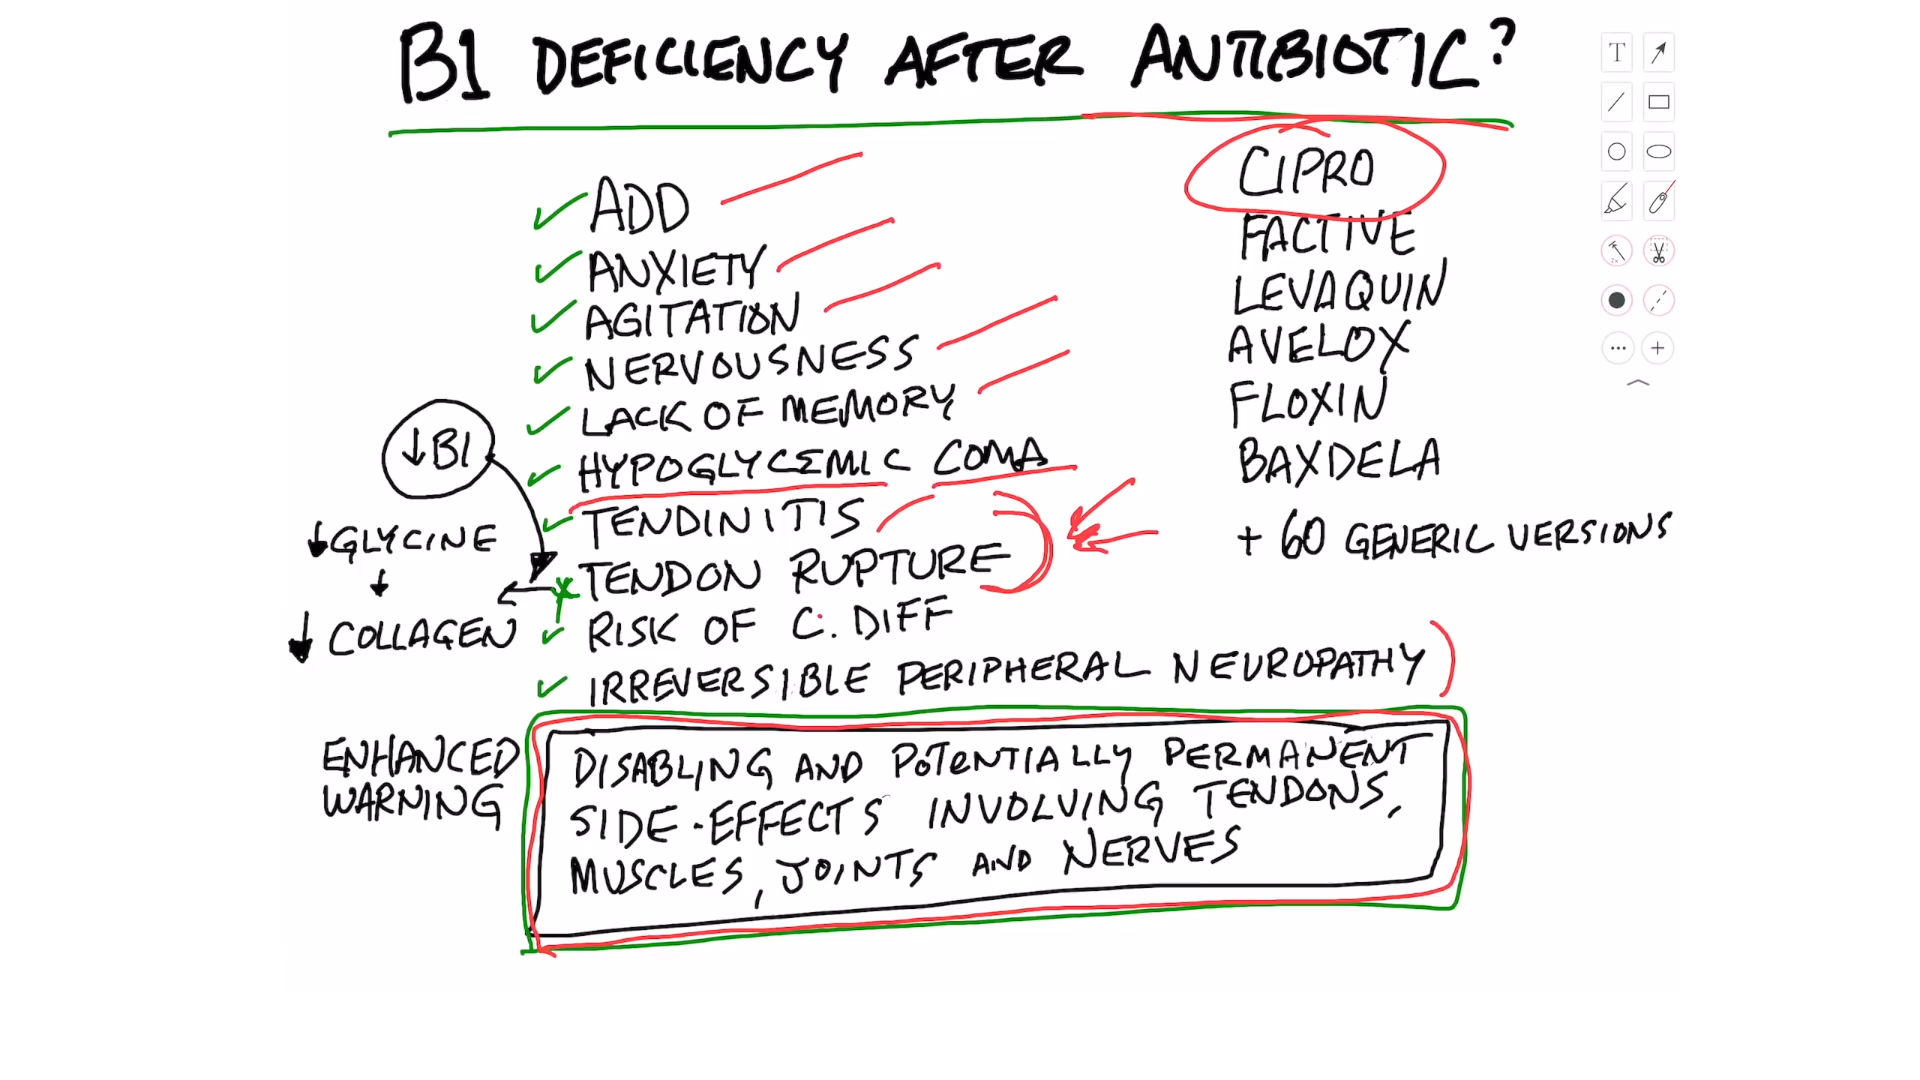 B1 DEFICIENCY AFTER ANTIBIOTIC?
ADD
ANXIETY
AGITATION
NERVOUSNESS
LACK OF MEMORY
HYPOGLYCEMIC COMA
TENDINITIS
TENDON RUPTURE
RISK OF C. DIFF
IRREVERSIBLE PERIPHERAL NEUROPATHY
CIPRO
FACTIVE
LEVAQUIN
AVELOX
FLOXIN
BAXDELA
+ 60 GENERIC VERSIONS
↓B1
↓GLYCINE
↓
↓ COLLAGEN
ENHANCED
WARNING
DISABLING AND POTENTIALLY PERMANENT
SIDE-EFFECTS INVOLVING TENDONS,
MUSCLES, JOINTS AND NERVES
T
2x